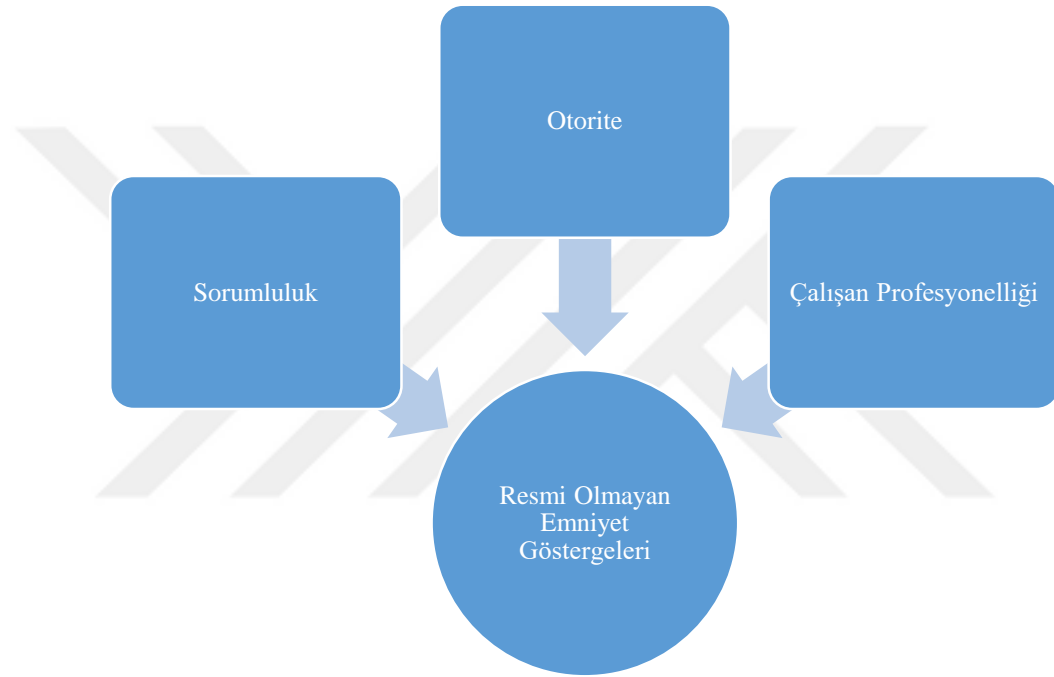 Otorite
Sorumluluk
Çalışan Profesyonelliği
Resmi Olmayan
Emniyet
Göstergeleri